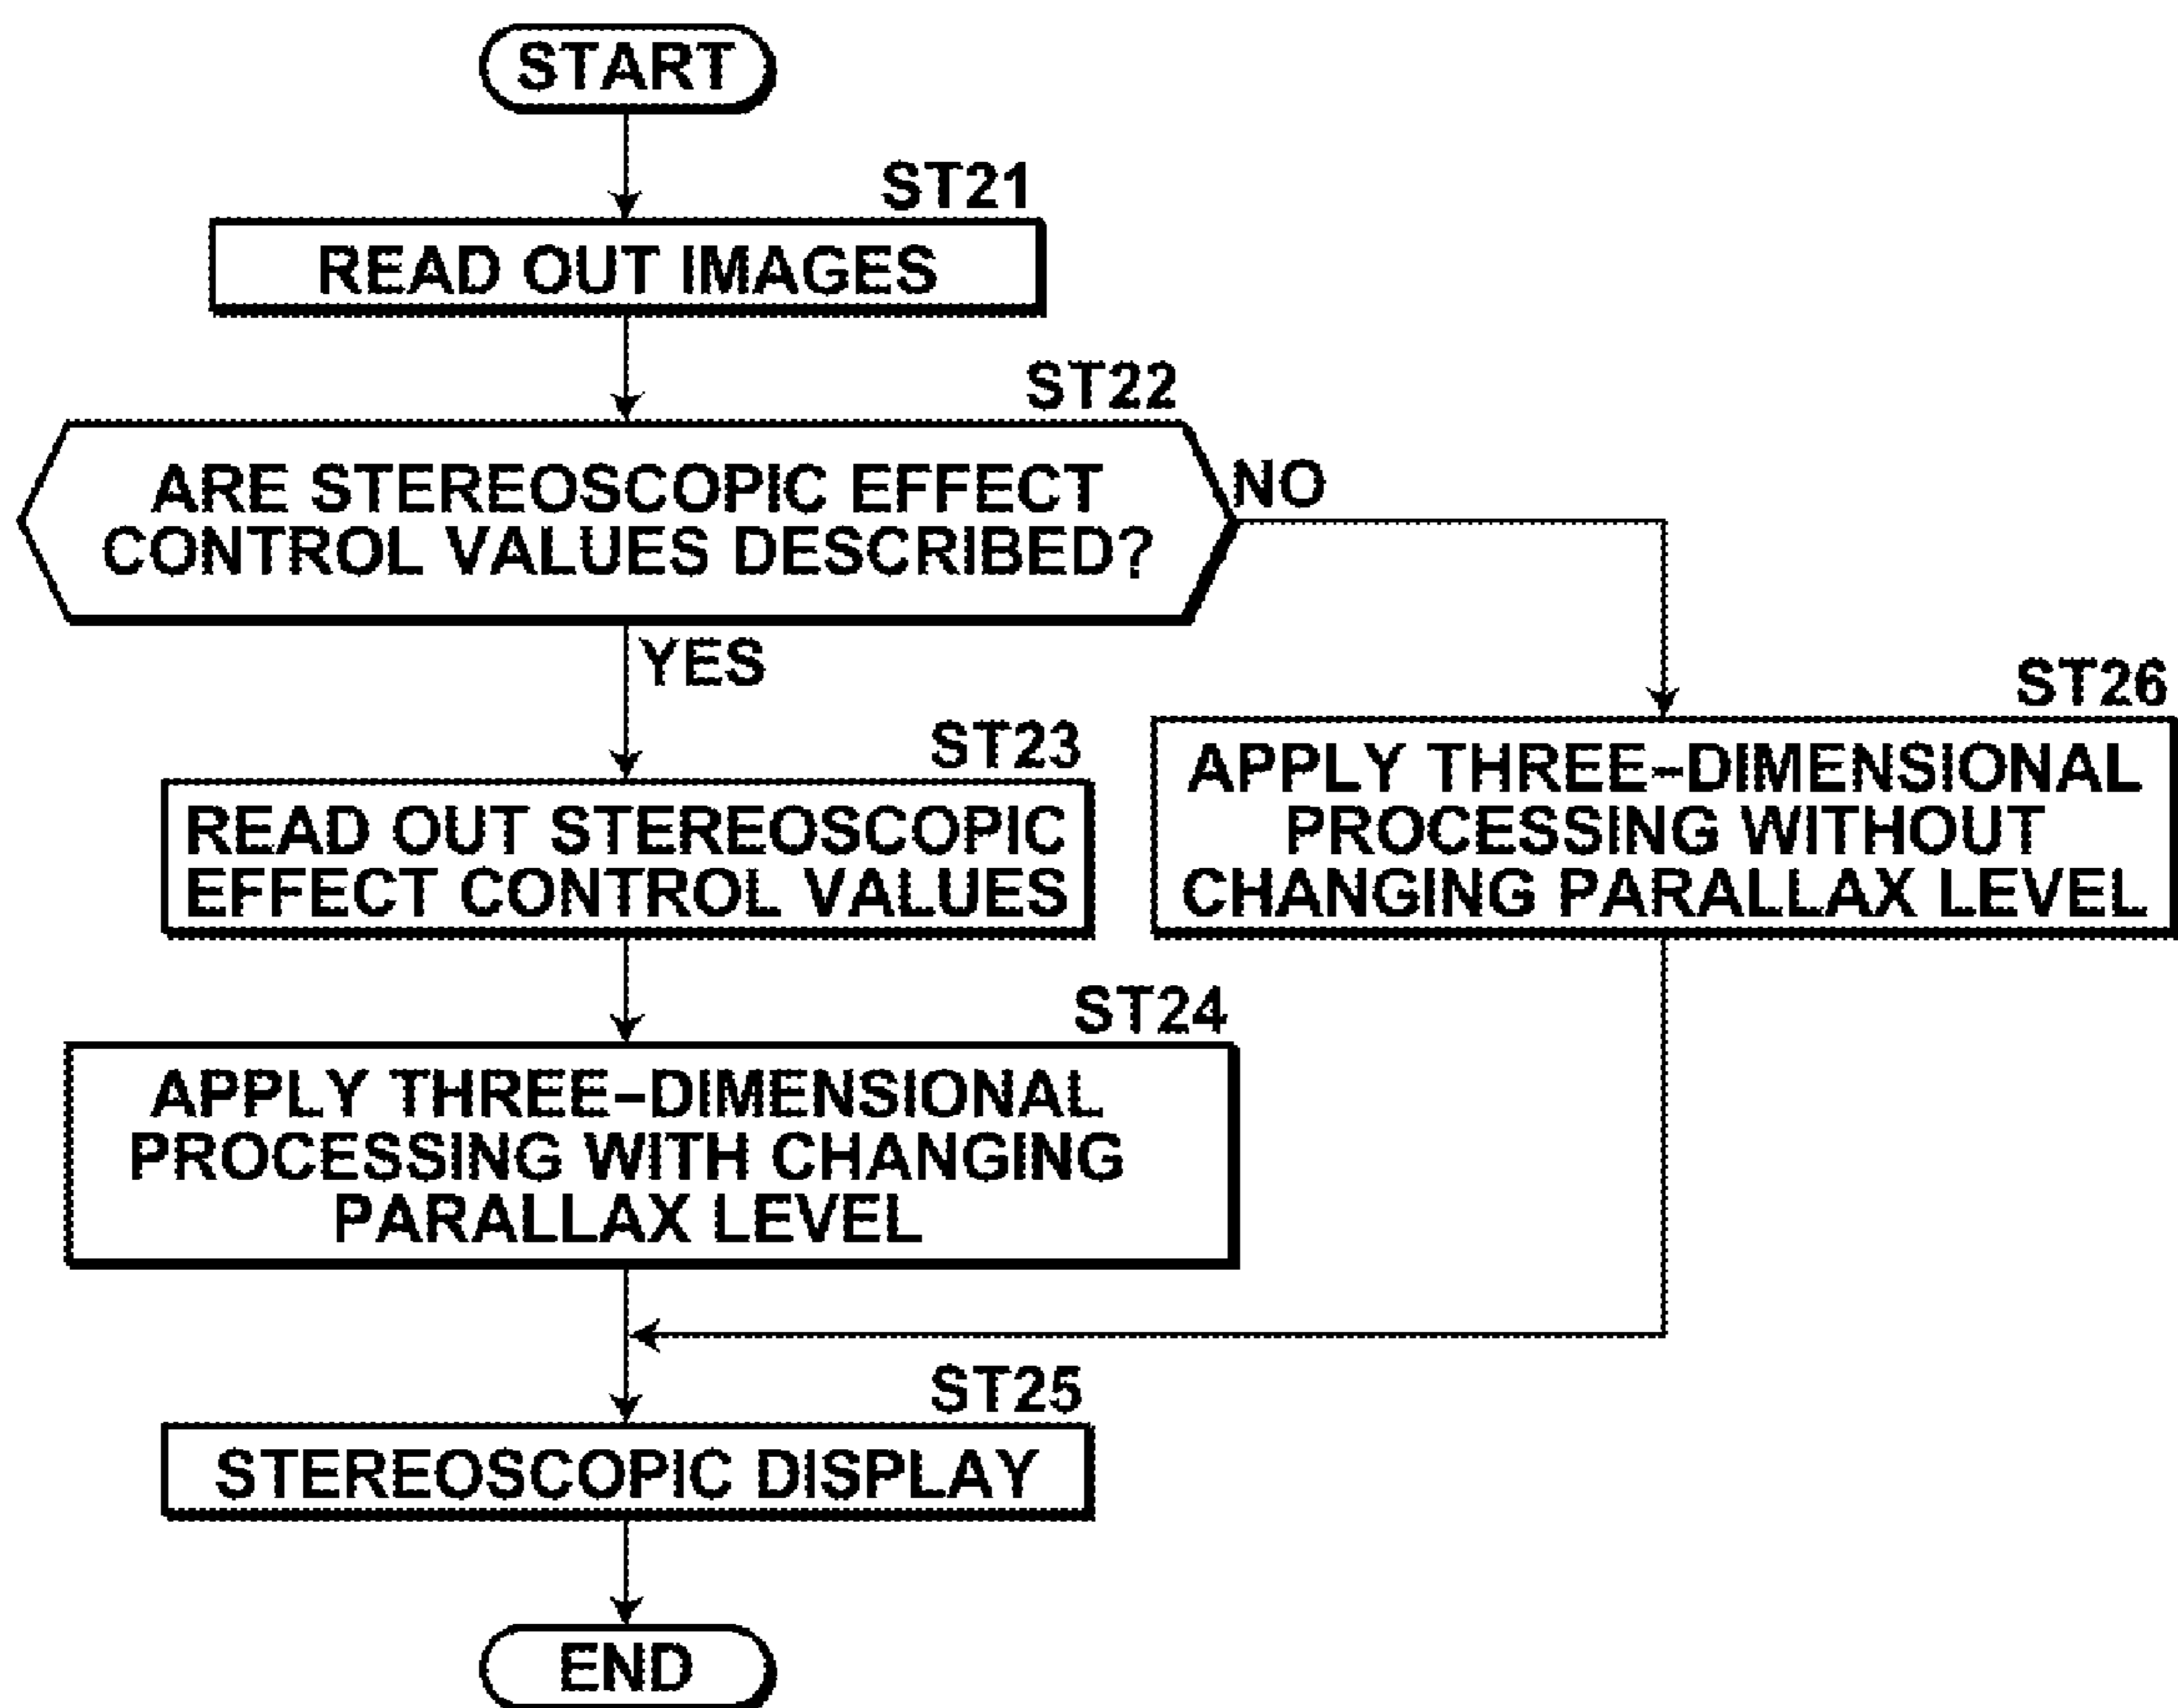 START
ST21
READ OUT IMAGES
ST22
ARE STEREOSCOPIC EFFECT
CONTROL VALUES DESCRIBED?
NO
YES
ST23
READ OUT STEREOSCOPIC
EFFECT CONTROL VALUES
ST26
APPLY THREE-DIMENSIONAL
PROCESSING WITHOUT
CHANGING PARALLAX LEVEL
ST24
APPLY THREE-DIMENSIONAL
PROCESSING WITH CHANGING
PARALLAX LEVEL
ST25
STEREOSCOPIC DISPLAY
END